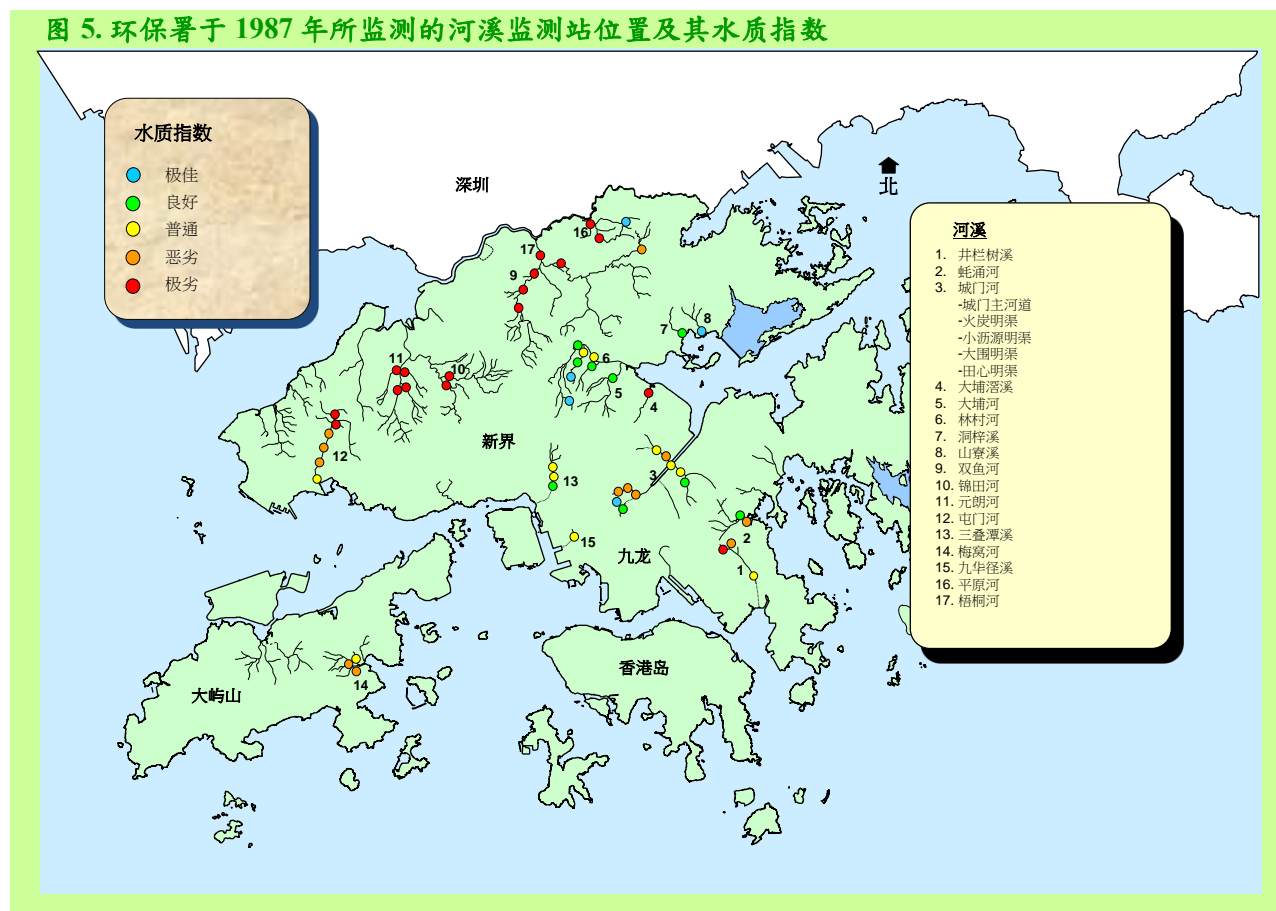 图 5. 环保署于 1987 年所监测的河溪监测站位置及其水质指数
水质指数
极佳
良好
普通
恶劣
极劣
深圳
北
河溪
1. 井栏树溪
2. 蚝涌河
3. 城门河
-城门主河道
-火炭明渠
-小沥源明渠
-大围明渠
-田心明渠
4. 大埔滘溪
5. 大埔河
6. 林村河
7. 洞梓溪
8. 山寮溪
9. 双鱼河
10. 锦田河
11. 元朗河
12. 屯门河
13. 三叠潭溪
14. 梅窝河
15. 九华径溪
16. 平原河
17. 梧桐河
16
17
9
8
7
11
10
6
5
4
新界
12
13
3
2
15
九龙
1
香港岛
14
大屿山